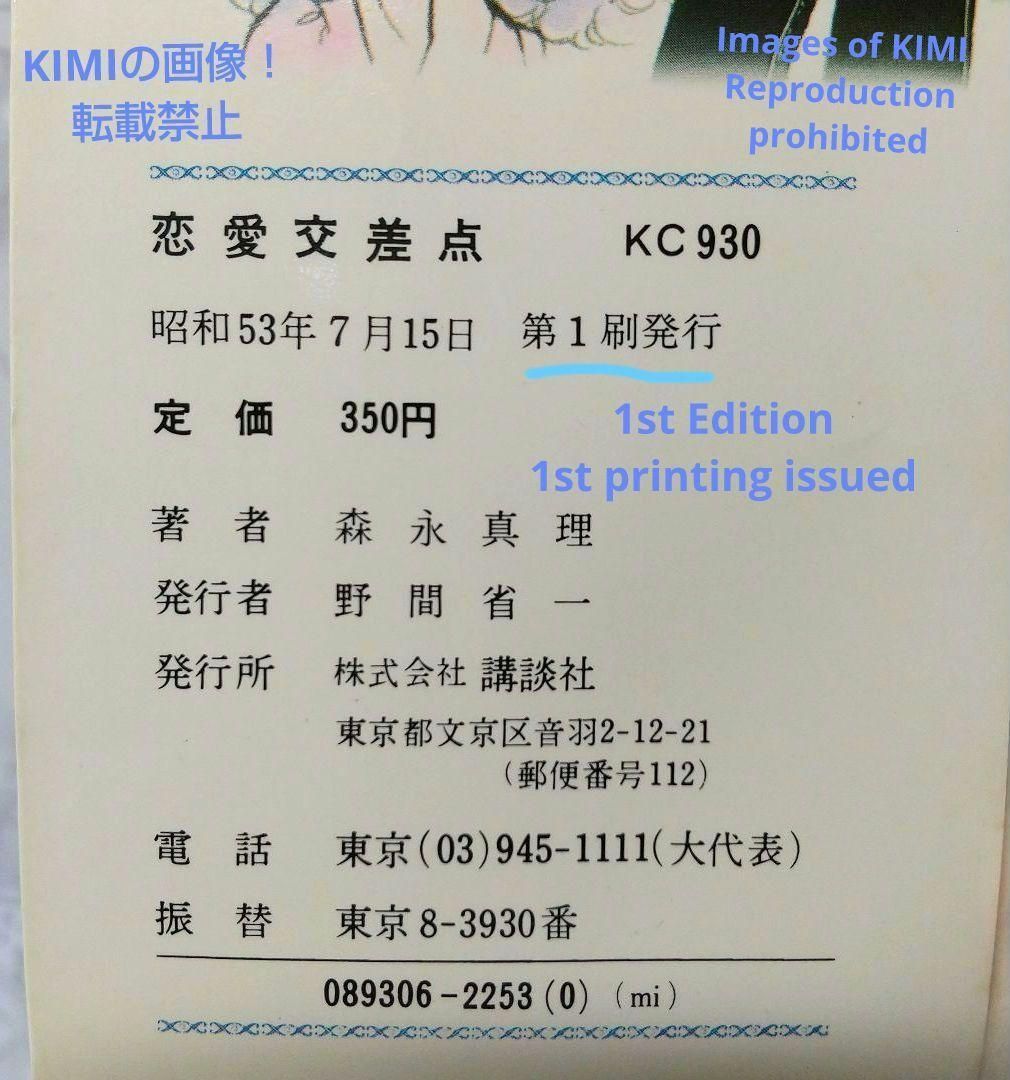 KIMIの画像！
転載禁止
Images of KIMI
Reproduction
prohibited
恋愛交差点 KC930
昭和53年7月15日 第1刷発行
定価 350円
1st Edition
1st printing issued
著者 森永真理
発行者 野間省一
発行所 株式会社 講談社
東京都文京区音羽2-12-21
（郵便番号112）
電話 東京(03)945-1111(大代表)
振替 東京8-3930番
089306-2253(0) (mi)